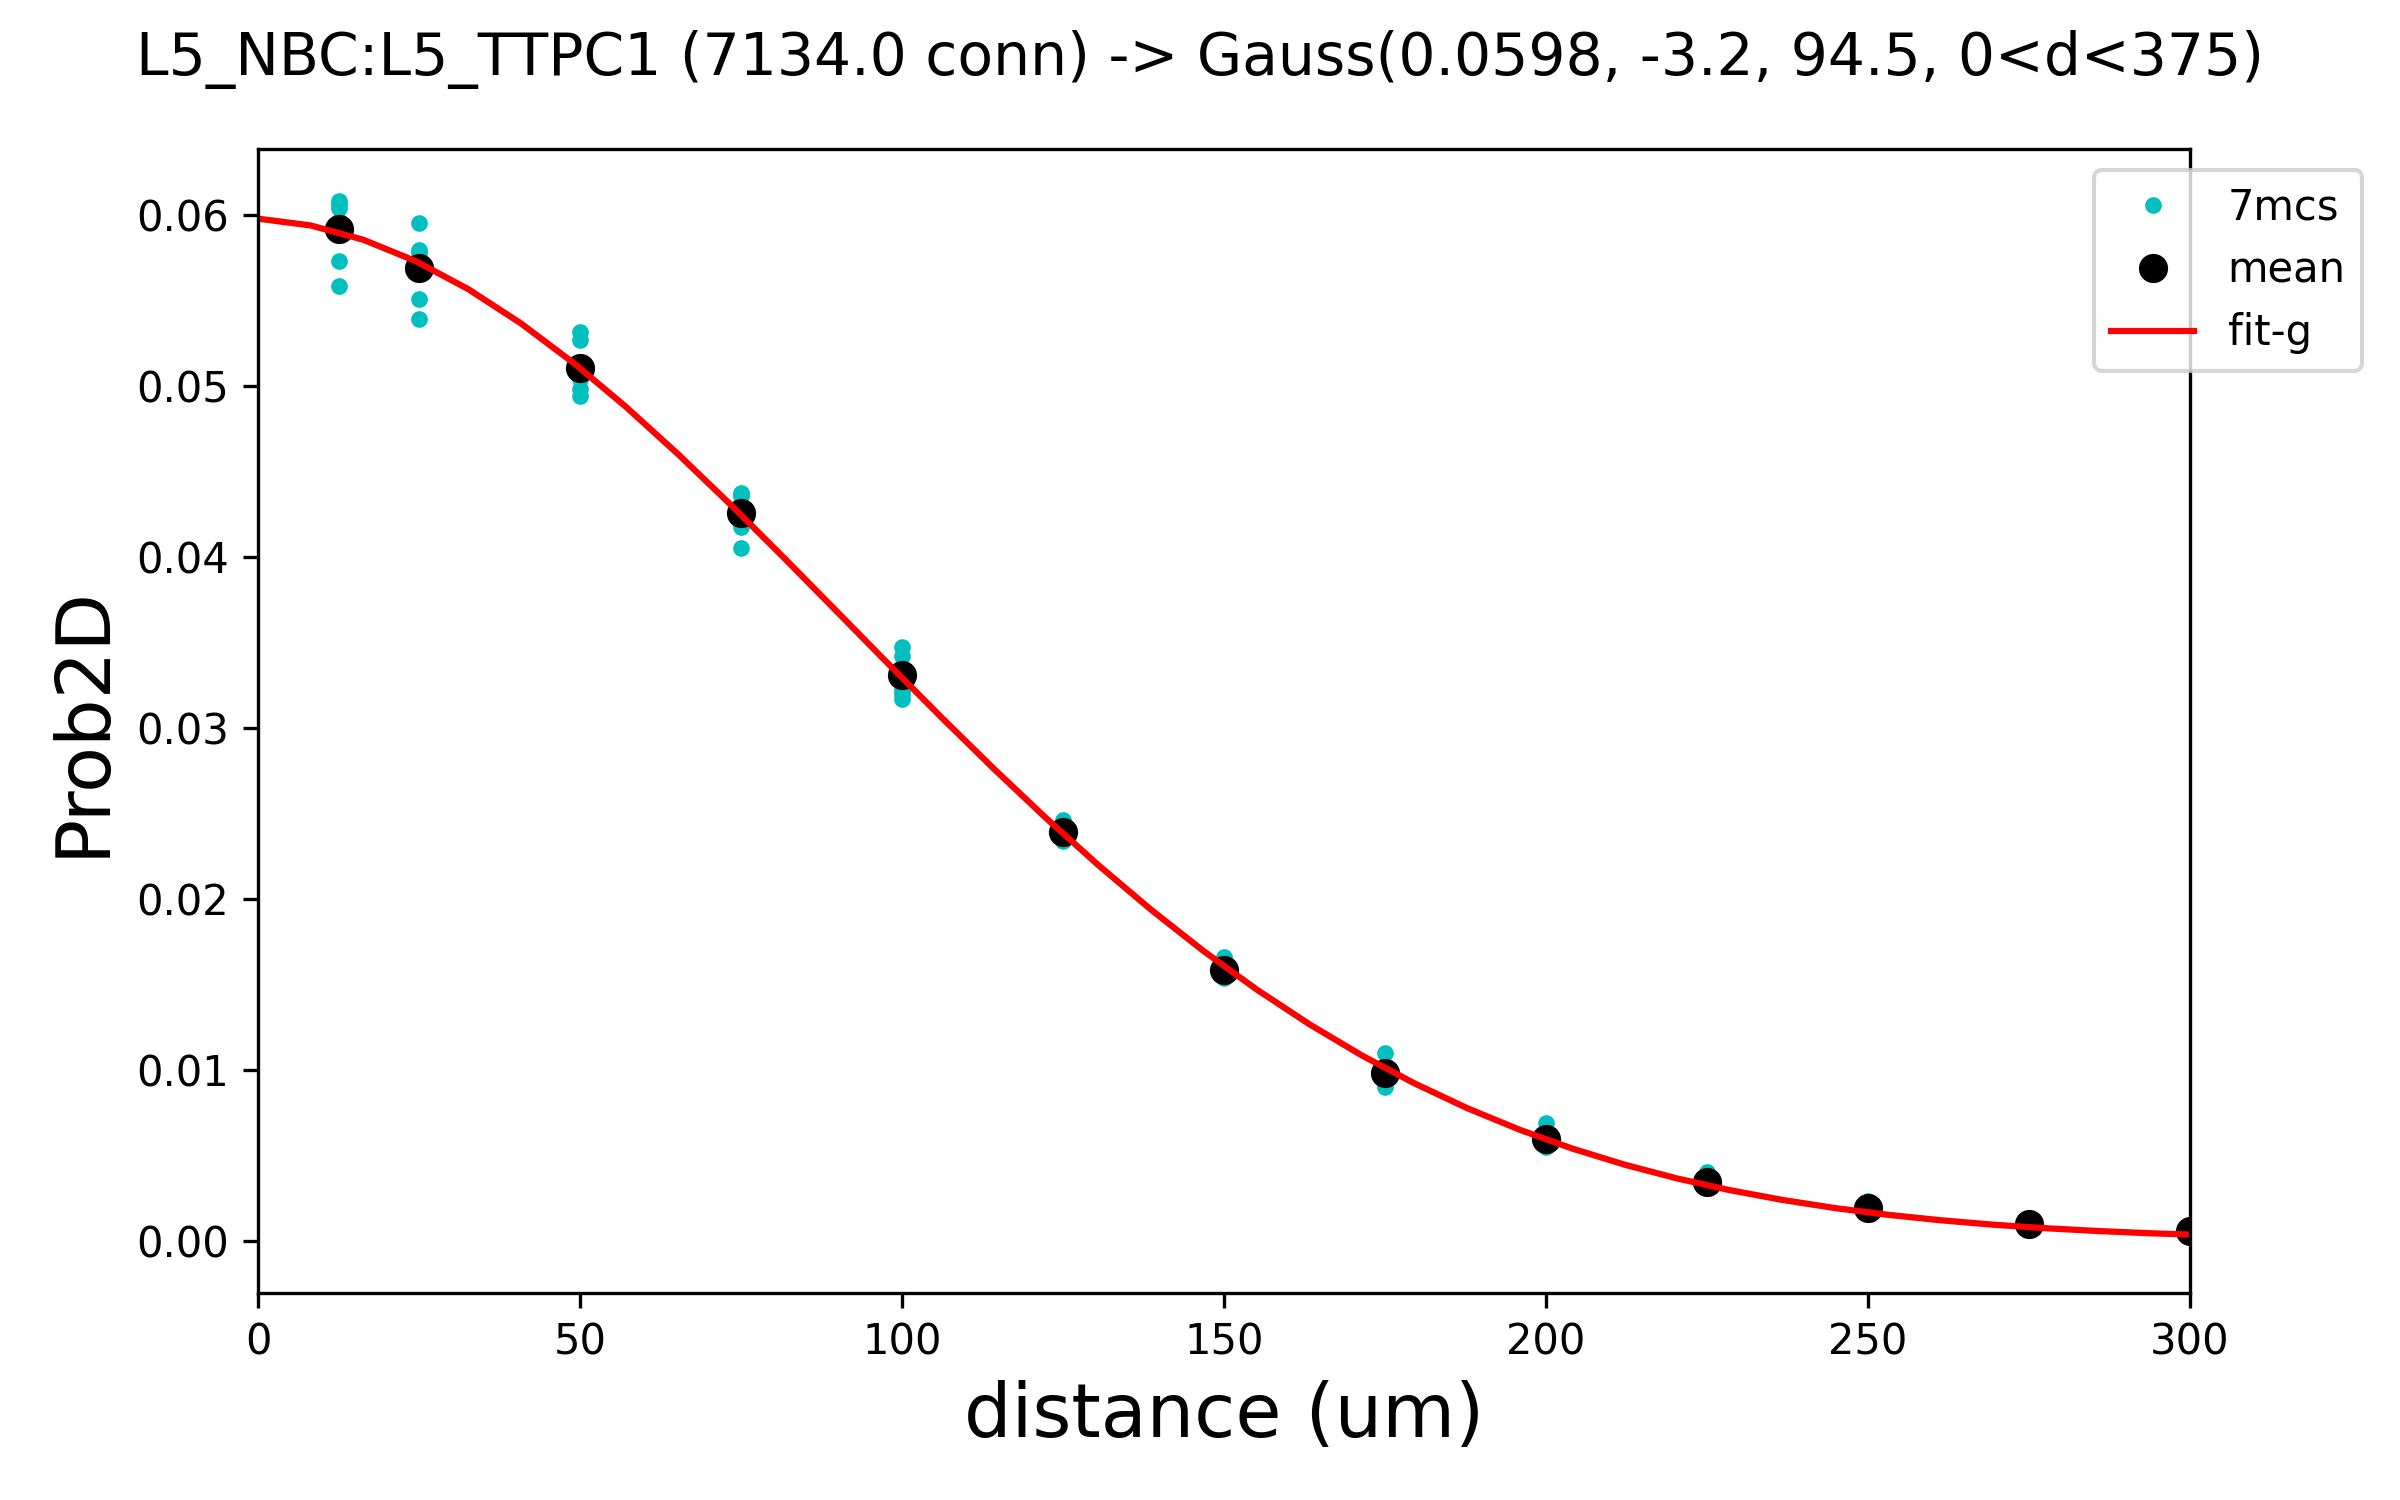 L5_NBC:L5_TTPC1 (7134.0 conn) -> Gauss(0.0598, -3.2, 94.5, 0<d<375)
7mcs
mean
fit-g
Prob2D
0.06
0.05
0.04
0.03
0.02
0.01
0.00
0 50 100 150 200 250 300
distance (um)